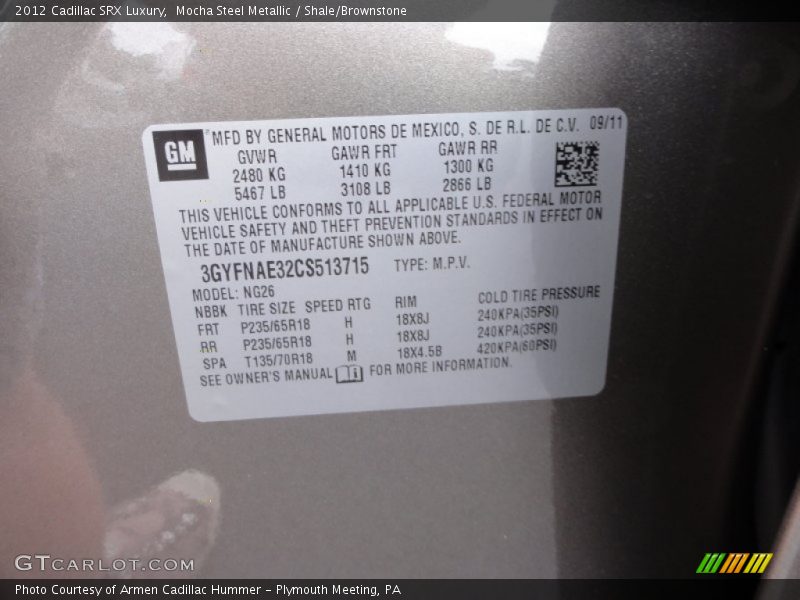 2012 Cadillac SRX Luxury, Mocha Steel Metallic / Shale/Brownstone
GM
® MFD BY GENERAL MOTORS DE MEXICO, S. DE R.L. DE C.V. 09/11
GVWR GAWR FRT GAWR RR
2480 KG 1410 KG 1300 KG
5467 LB 3108 LB 2866 LB
THIS VEHICLE CONFORMS TO ALL APPLICABLE U.S. FEDERAL MOTOR
VEHICLE SAFETY AND THEFT PREVENTION STANDARDS IN EFFECT ON
THE DATE OF MANUFACTURE SHOWN ABOVE.
3GYFNAE32CS513715 TYPE: M.P.V.
MODEL: NG26
NBBK TIRE SIZE SPEED RTG RIM COLD TIRE PRESSURE
FRT P235/65R18 H 18X8J 240KPA(35PSI)
RR P235/65R18 H 18X8J 240KPA(35PSI)
SPA T135/70R18 M 18X4.5B 420KPA(60PSI)
SEE OWNER'S MANUAL FOR MORE INFORMATION.
GTCARLOT.COM
Photo Courtesy of Armen Cadillac Hummer - Plymouth Meeting, PA